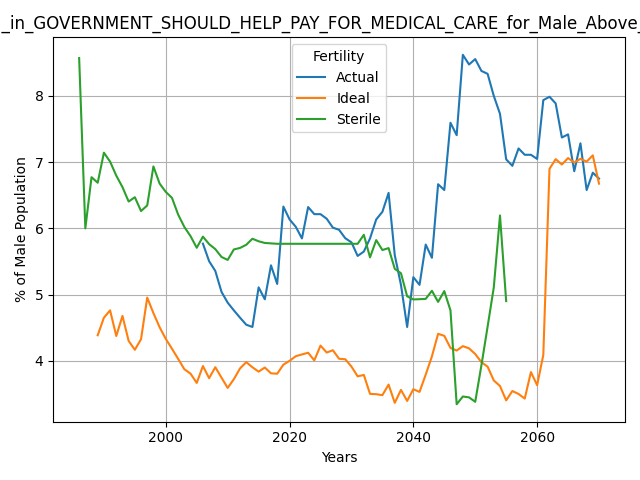 _in_GOVERNMENT_SHOULD_HELP_PAY_FOR_MEDICAL_CARE_for_Male_Above_
Fertility
Actual
Ideal
Sterile
% of Male Population
8
7
6
5
4
2000 2020 2040 2060
Years